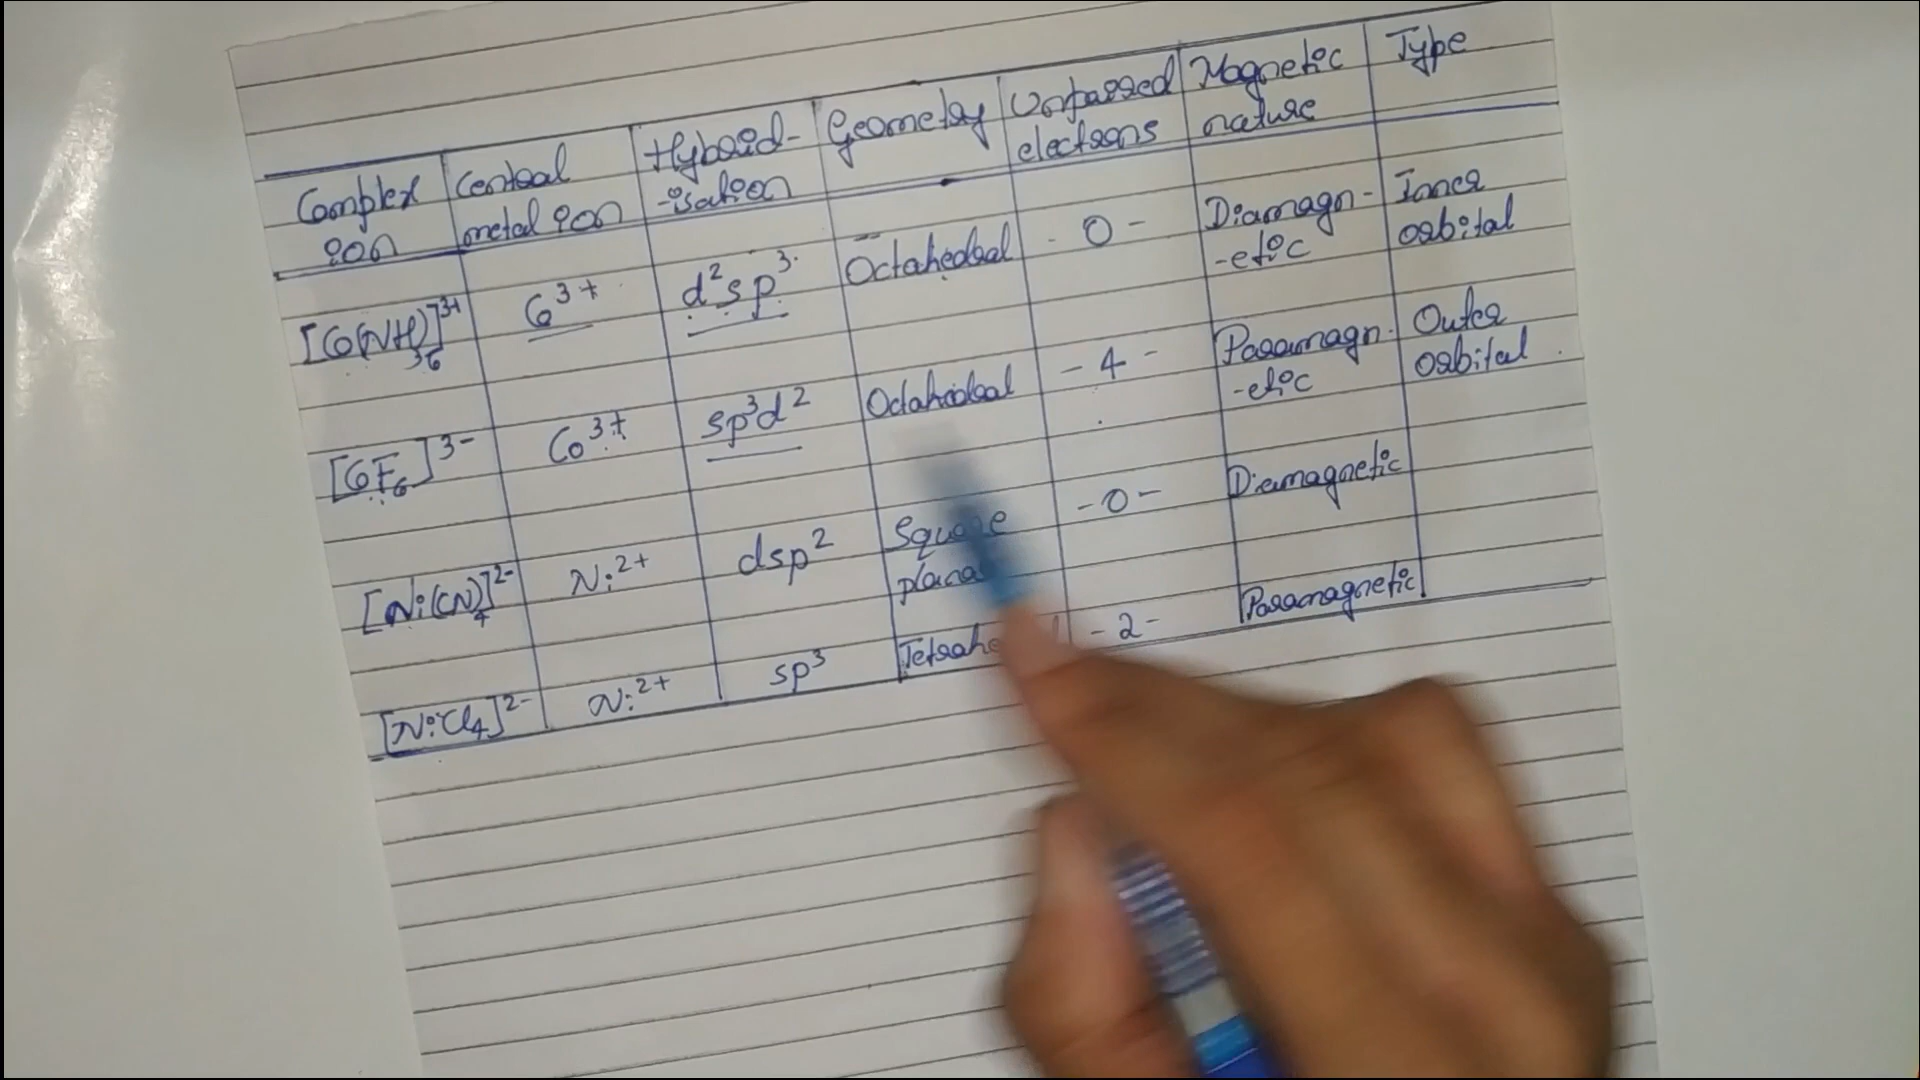 Complex ion | Central metal ion | Hybrid-isation | Geometry | Unpaired electrons | Magnetic nature | Type
[Co(NH3)6]3+ | Co3+ | d2sp3 | Octahedral | -0- | Diamagn-etic | Inner orbital
[CoF6]3- | Co3+ | sp3d2 | Octahedral | -4- | Paramagn-etic | Outer orbital
[Ni(CN)4]2- | Ni2+ | dsp2 | Square planar | -0- | Diamagnetic
[NiCl4]2- | Ni2+ | sp3 | -2- | Paramagnetic